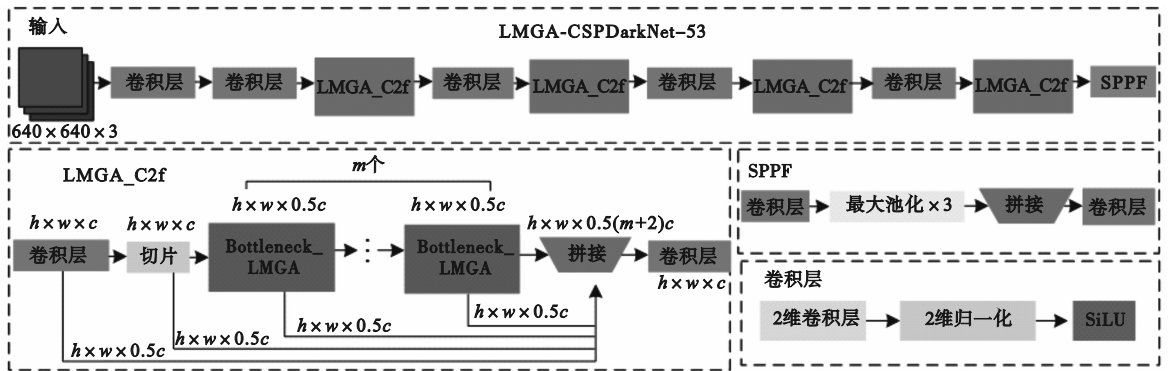 输入
LMGA-CSPDarkNet-53
卷积层 卷积层 LMGA_C2f 卷积层 LMGA_C2f 卷积层 LMGA_C2f 卷积层 LMGA_C2f SPPF
640×640×3
LMGA_C2f
m个
h×w×c
h×w×c
h×w×0.5c
h×w×0.5c
h×w×0.5(m+2)c
卷积层
切片
Bottleneck_
LMGA
Bottleneck_
LMGA
拼接
卷积层
h×w×c
h×w×0.5c
h×w×0.5c
h×w×0.5c
h×w×0.5c
SPPF
卷积层 最大池化×3 拼接 卷积层
卷积层
2维卷积层 2维归一化 SiLU